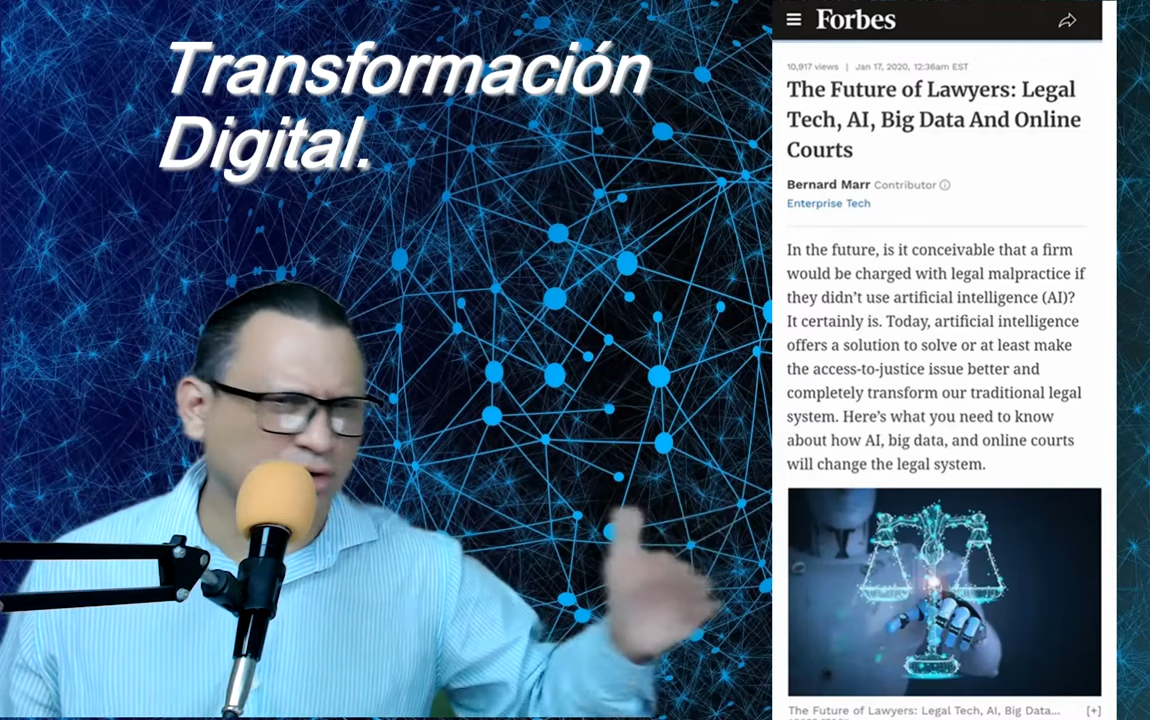 Transformación
Digital.
Forbes
10,917 views | Jan 17, 2020, 12:36am EST
The Future of Lawyers: Legal
Tech, AI, Big Data And Online
Courts
Bernard Marr Contributor
Enterprise Tech
In the future, is it conceivable that a firm
would be charged with legal malpractice if
they didn’t use artificial intelligence (AI)?
It certainly is. Today, artificial intelligence
offers a solution to solve or at least make
the access-to-justice issue better and
completely transform our traditional legal
system. Here’s what you need to know
about how AI, big data, and online courts
will change the legal system.
The Future of Lawyers: Legal Tech, AI, Big Data... [+]